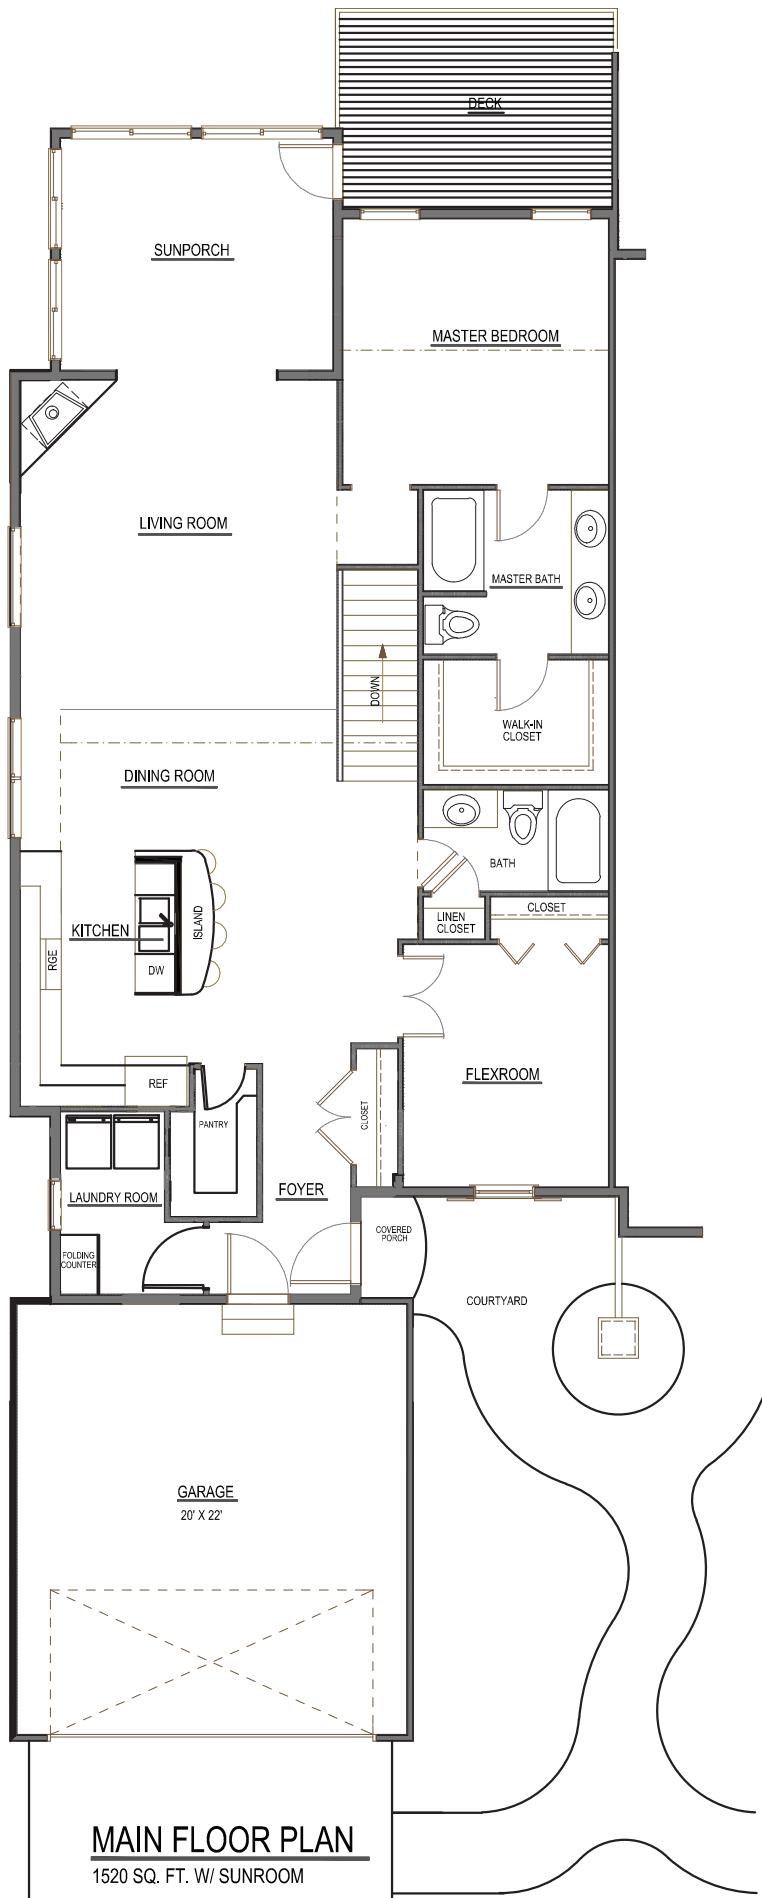 DECK
SUNPORCH
MASTER BEDROOM
LIVING ROOM
MASTER BATH
DOWN
WALK-IN
CLOSET
DINING ROOM
BATH
KITCHEN
ISLAND
LINEN
CLOSET
CLOSET
RGE
DW
FLEXROOM
REF
PANTRY
CLOSET
LAUNDRY ROOM
FOYER
FOLDING
COUNTER
COVERED
PORCH
COURTYARD
GARAGE
20' X 22'
MAIN FLOOR PLAN
1520 SQ. FT. W/ SUNROOM